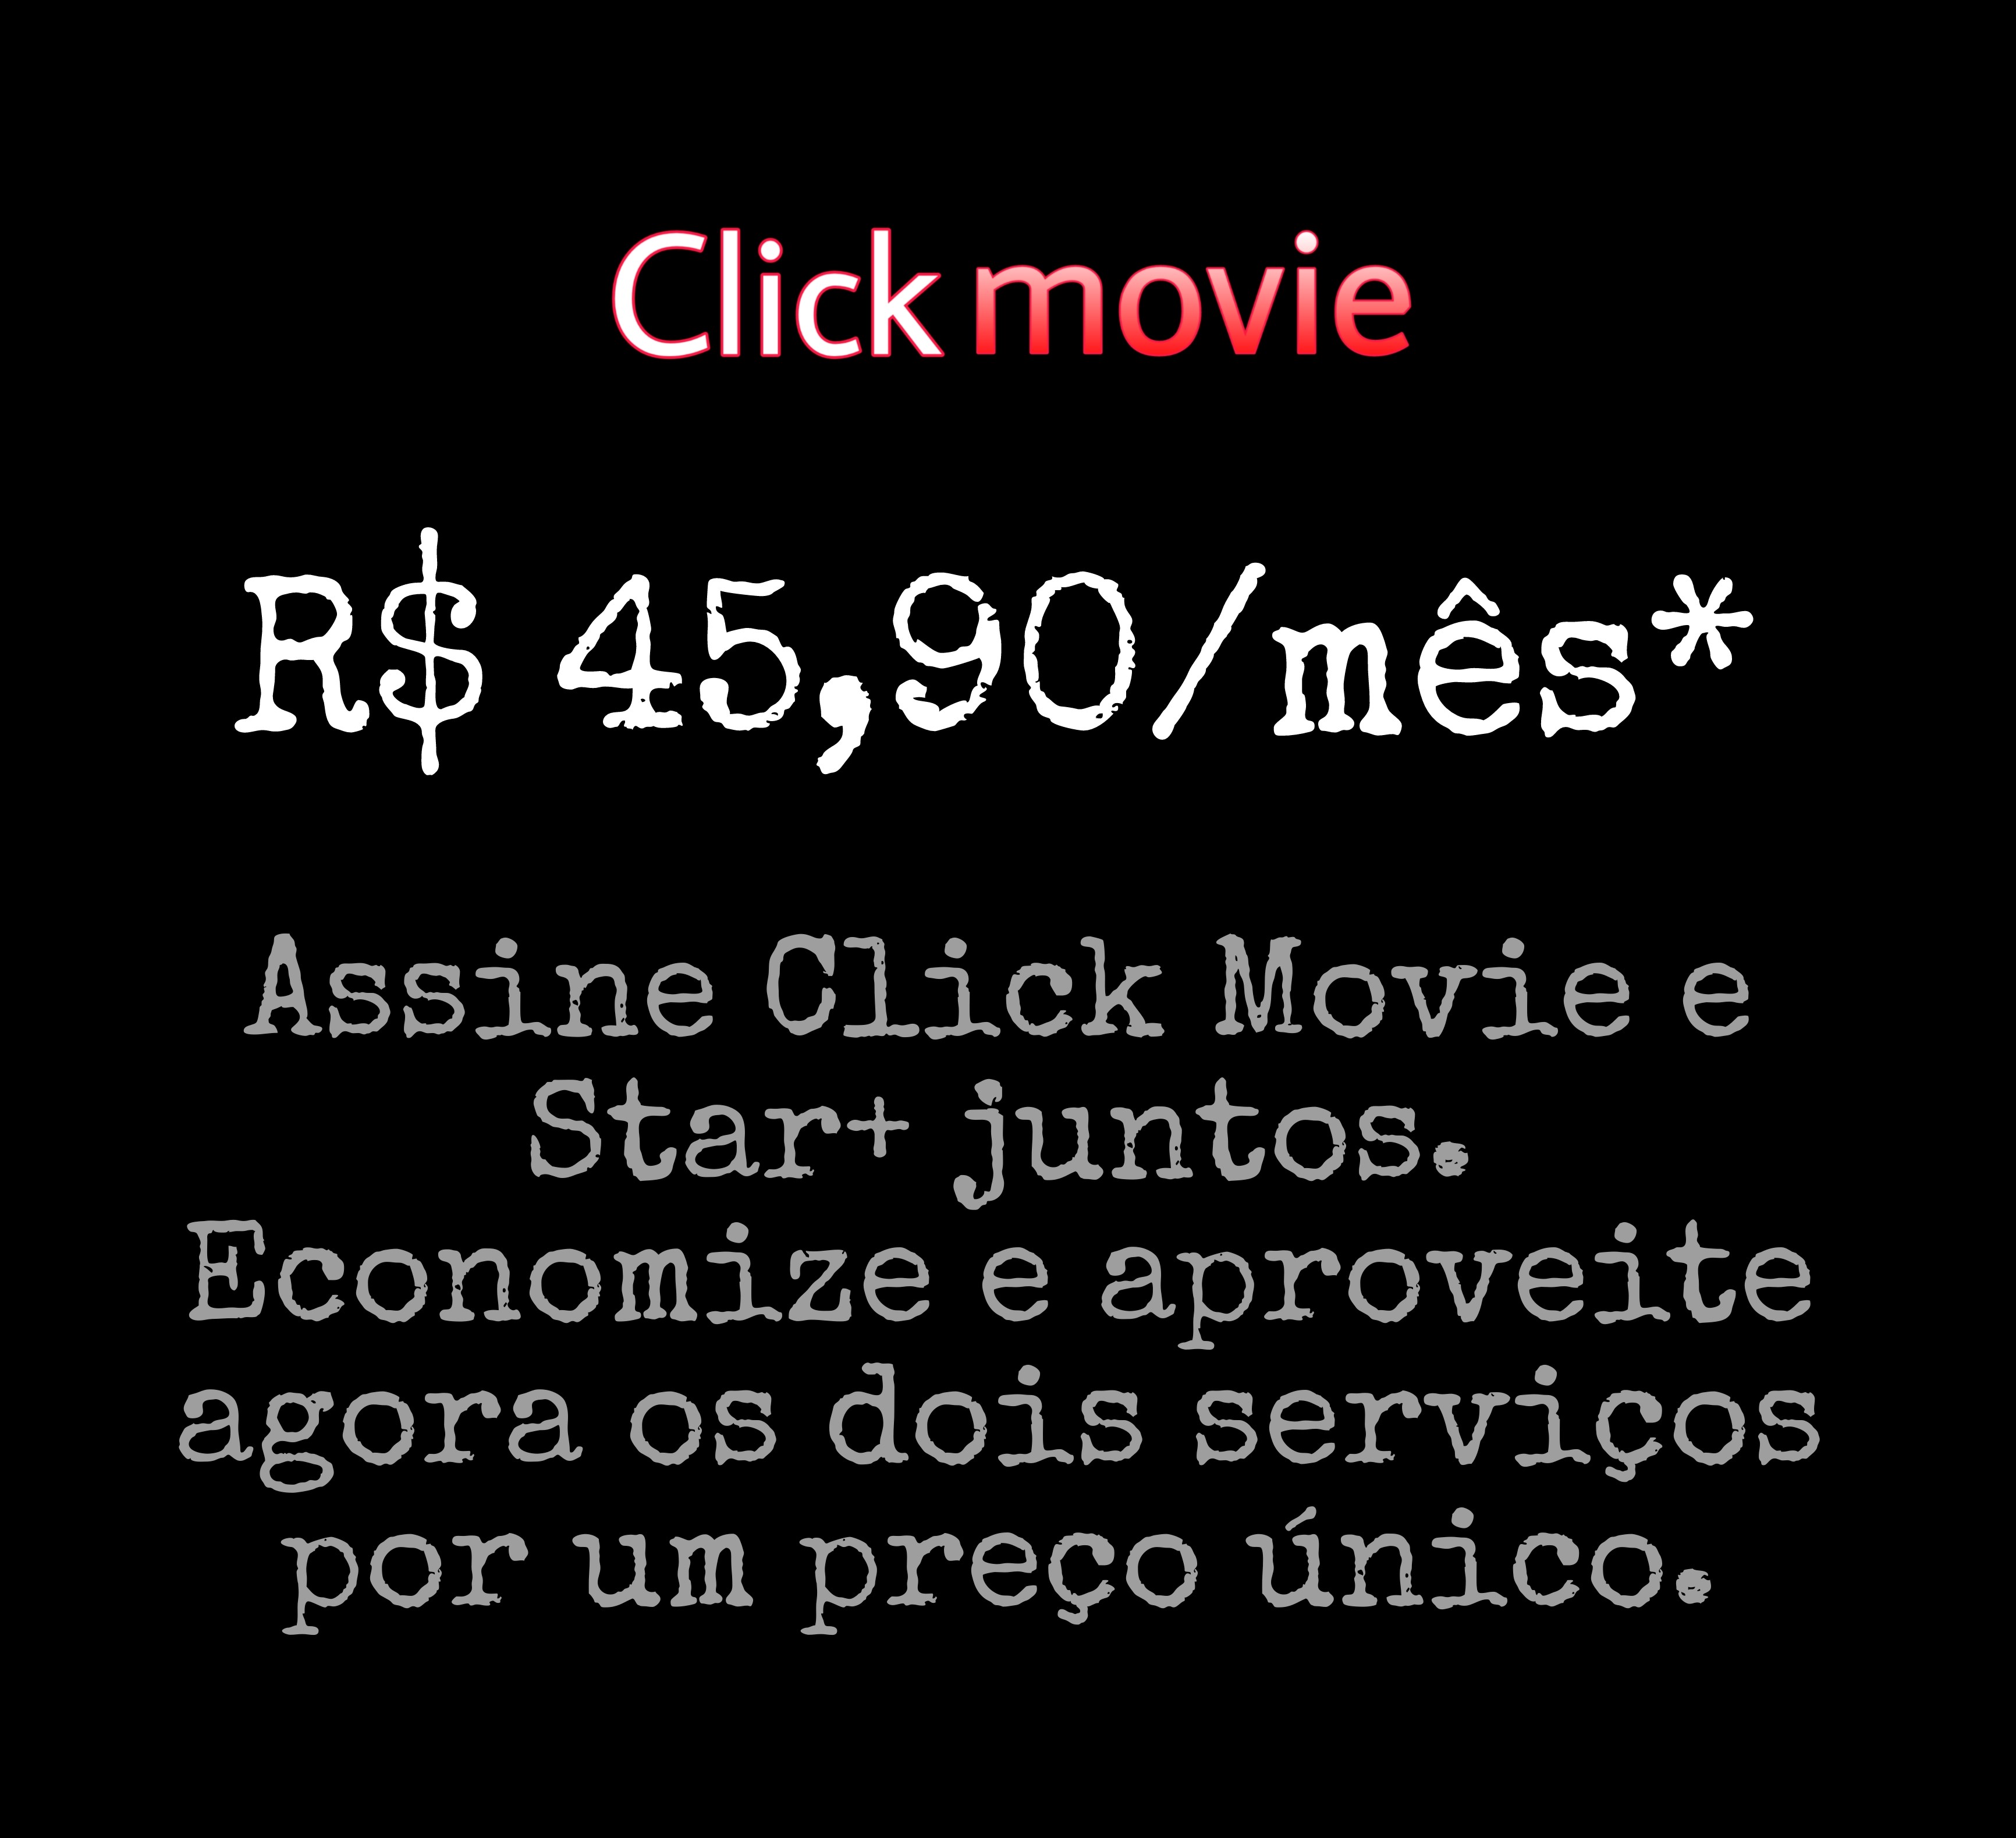 Click movie
R$ 45,90/mês*
Assine Click Movie e
Star+ juntos.
Economize e aproveite
agora os dois serviços
por um preço único.